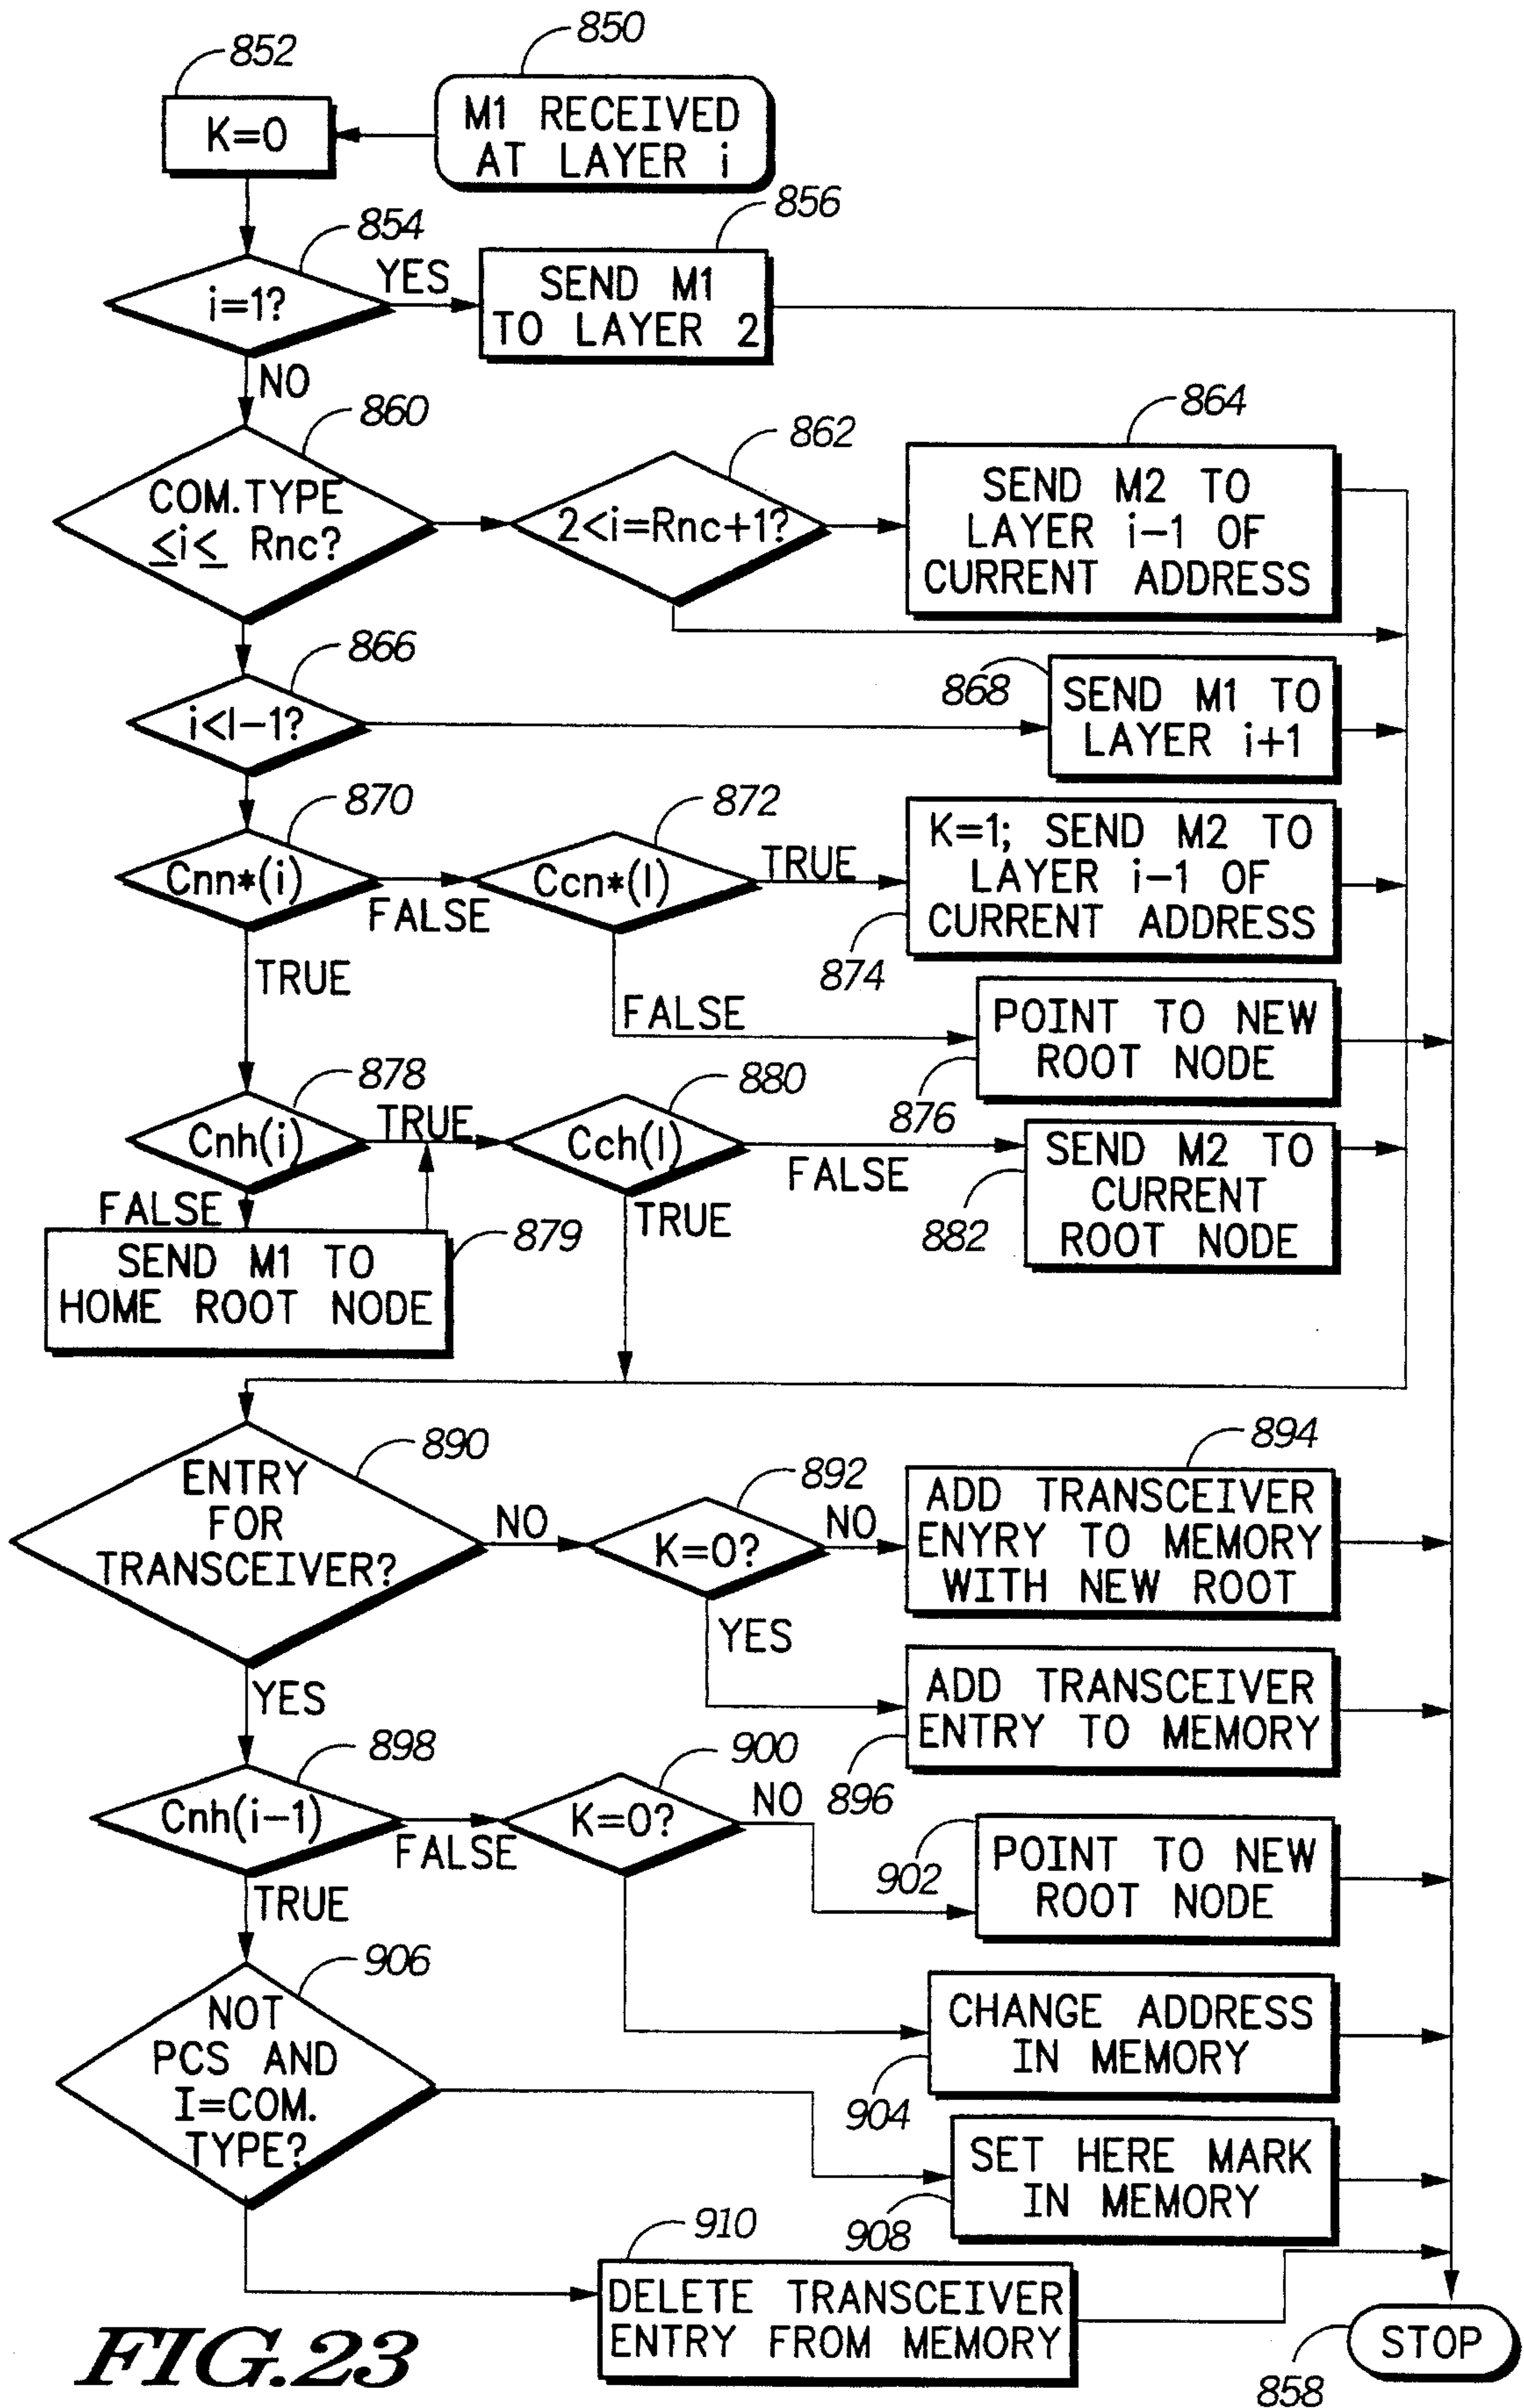 850
852
M1 RECEIVED
AT LAYER i
K=0
856
854
YES
SEND M1
TO LAYER 2
i=1?
NO
860
862
864
COM.TYPE
≤i≤ Rnc?
2<i=Rnc+1?
SEND M2 TO
LAYER i-1 OF
CURRENT ADDRESS
866
868
i<I-1?
SEND M1 TO
LAYER i+1
870
872
Cnn*(i)
FALSE
Ccn*(I)
TRUE
K=1; SEND M2 TO
LAYER i-1 OF
CURRENT ADDRESS
874
TRUE
FALSE
POINT TO NEW
ROOT NODE
876
878
880
Cnh(i)
TRUE
Cch(I)
FALSE
SEND M2 TO
CURRENT
ROOT NODE
882
FALSE
TRUE
879
SEND M1 TO
HOME ROOT NODE
890
892
894
ENTRY
FOR
TRANSCEIVER?
NO
K=0?
NO
ADD TRANSCEIVER
ENYRY TO MEMORY
WITH NEW ROOT
YES
YES
ADD TRANSCEIVER
ENTRY TO MEMORY
896
898
900
Cnh(i-1)
FALSE
K=0?
NO
902
POINT TO NEW
ROOT NODE
TRUE
906
CHANGE ADDRESS
IN MEMORY
904
NOT
PCS AND
I=COM.
TYPE?
SET HERE MARK
IN MEMORY
908
910
DELETE TRANSCEIVER
ENTRY FROM MEMORY
STOP
858
FIG.23